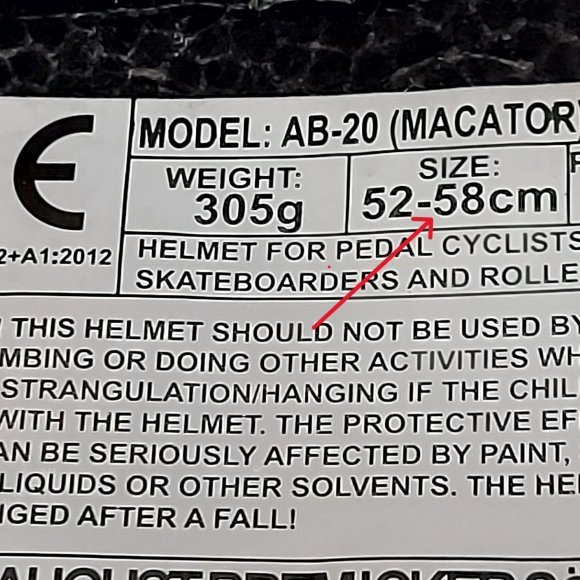 2+A1:2012
MODEL: AB-20 (MACATOR)
WEIGHT:
305g
SIZE:
52-58cm
HELMET FOR PEDAL CYCLISTS
SKATEBOARDERS AND ROLLE
THIS HELMET SHOULD NOT BE USED BY
MBING OR DOING OTHER ACTIVITIES WH
STRANGULATION/HANGING IF THE CHIL
WITH THE HELMET. THE PROTECTIVE EF
AN BE SERIOUSLY AFFECTED BY PAINT,
LIQUIDS OR OTHER SOLVENTS. THE HE
GED AFTER A FALL!